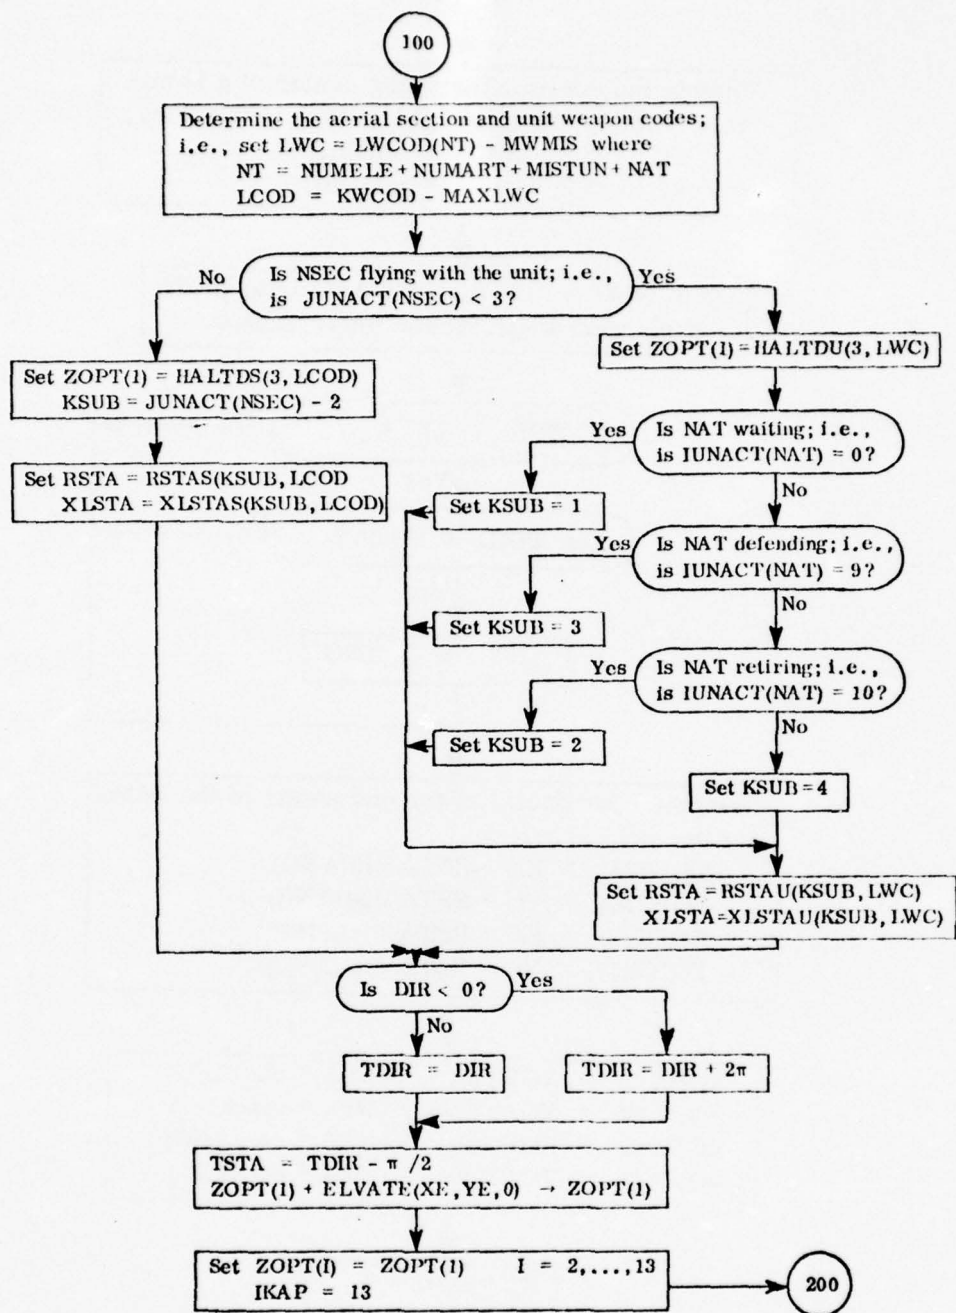 100
Determine the aerial section and unit weapon codes;
i.e., set LWC = LWCOD(NT) - MWMIS where
NT = NUMELE + NUMART + MISTUN + NAT
LCOD = KWCOD - MAXLWC
No
Is NSEC flying with the unit; i.e.,
is JUNACT(NSEC) < 3?
Yes
Set ZOPT(1) = HALTDS(3, LCOD)
KSUB = JUNACT(NSEC) - 2
Set ZOPT(1) = HALTDU(3, LWC)
Set RSTA = RSTAS(KSUB, LCOD
XLSTA = XLSTAS(KSUB, LCOD)
Yes
Is NAT waiting; i.e.,
is IUNACT(NAT) = 0?
No
Set KSUB = 1
Yes
Is NAT defending; i.e.,
is IUNACT(NAT) = 9?
No
Set KSUB = 3
Yes
Is NAT retiring; i.e.,
is IUNACT(NAT) = 10?
No
Set KSUB = 2
Set KSUB = 4
Set RSTA = RSTAU(KSUB, LWC)
XLSTA = XLSTAU(KSUB, LWC)
Is DIR < 0?
Yes
No
TDIR = DIR
TDIR = DIR + 2π
TSTA = TDIR - π /2
ZOPT(1) + ELVATE(XE, YE, 0) → ZOPT(1)
Set ZOPT(I) = ZOPT(1) I = 2,...,13
IKAP = 13
200